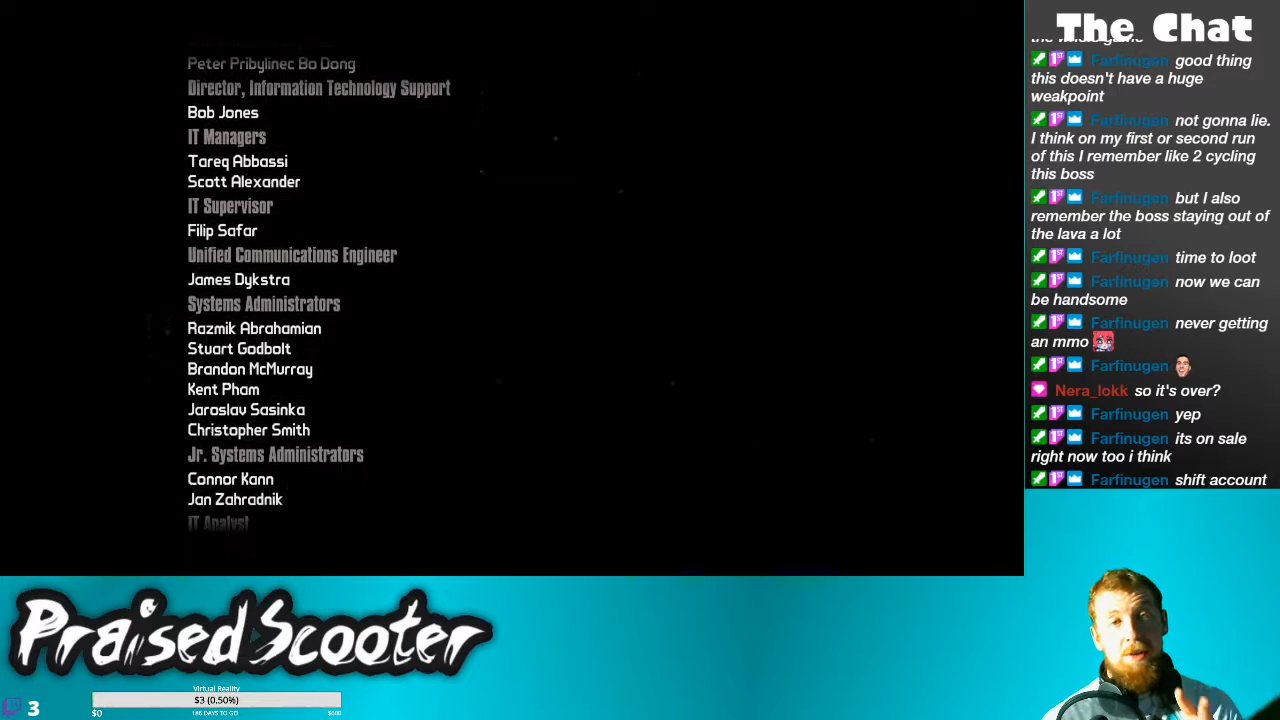 Peter Pribylinec Bo Dong
Director, Information Technology Support
Bob Jones
IT Managers
Tareq Abbassi
Scott Alexander
IT Supervisor
Filip Safar
Unified Communications Engineer
James Dykstra
Systems Administrators
Razmik Abrahamian
Stuart Godbolt
Brandon McMurray
Kent Pham
Jaroslav Sasinka
Christopher Smith
Jr. Systems Administrators
Connor Kann
Jan Zahradnik
IT Analyst
The Chat
Farfinugen good thing
this doesn't have a huge
weakpoint
Farfinugen not gonna lie.
I think on my first or second run
of this I remember like 2 cycling
this boss
Farfinugen but I also
remember the boss staying out of
the lava a lot
Farfinugen time to loot
Farfinugen now we can
be handsome
Farfinugen never getting
an mmo
Farfinugen
Nera_lokk so it's over?
Farfinugen yep
Farfinugen its on sale
right now too i think
Farfinugen shift account
Praised Scooter
3
Virtual Reality
$3 (0.50%)
$0
186 DAYS TO GO